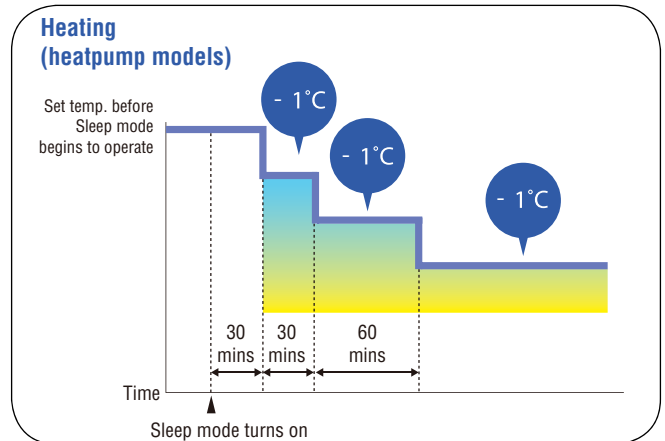 Heating
(heatpump models)
Set temp. before
Sleep mode
begins to operate
- 1˚C
- 1˚C
- 1˚C
30
mins
30
mins
60
mins
Time
Sleep mode turns on